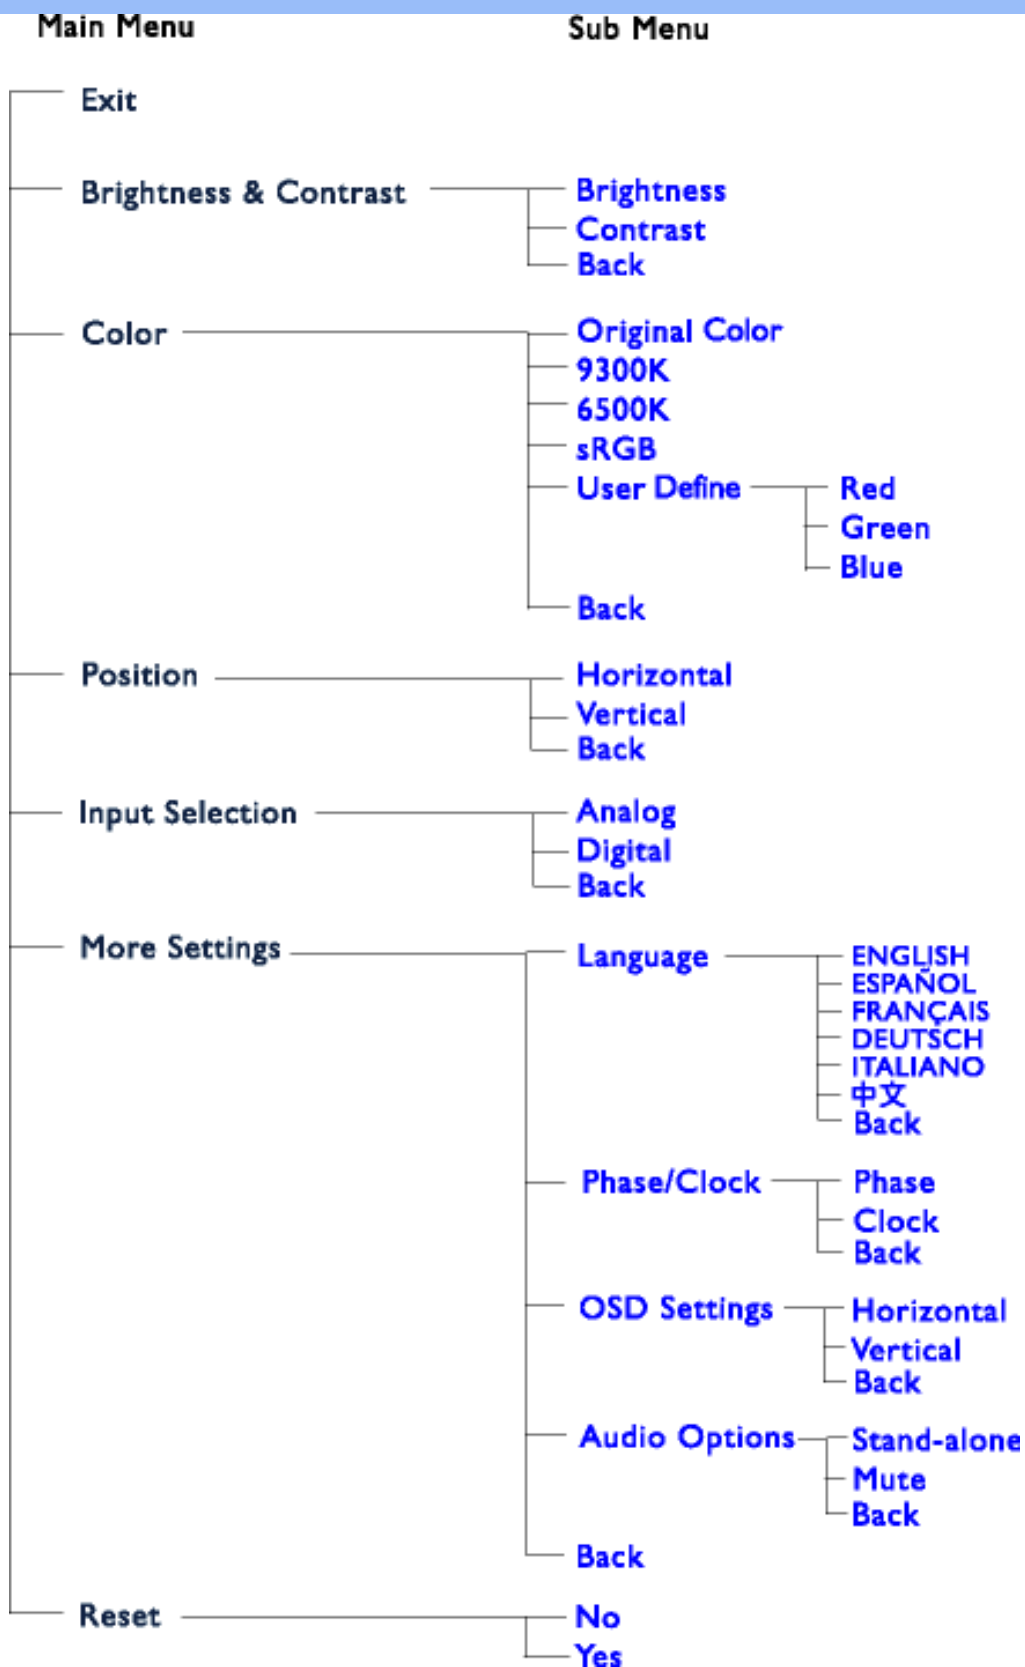 Main Menu Sub Menu
Exit
Brightness & Contrast Brightness
Contrast
Back
Color Original Color
9300K
6500K
sRGB
User Define Red
Green
Blue
Back
Position Horizontal
Vertical
Back
Input Selection Analog
Digital
Back
More Settings Language ENGLISH
ESPAÑOL
FRANÇAIS
DEUTSCH
ITALIANO
中文
Back
Phase/Clock Phase
Clock
Back
OSD Settings Horizontal
Vertical
Back
Audio Options Stand-alone
Mute
Back
Back
Reset No
Yes